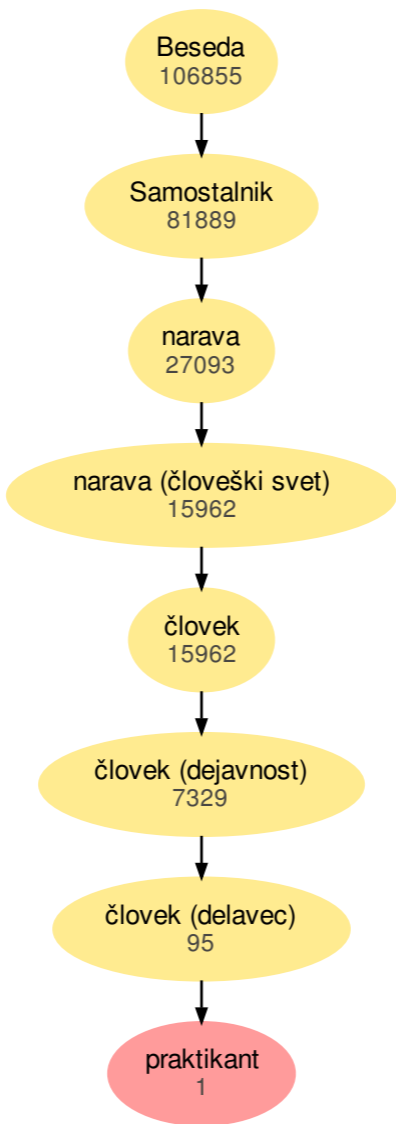 Beseda
106855
Samostalnik
81889
narava
27093
narava (človeški svet)
15962
človek
15962
človek (dejavnost)
7329
človek (delavec)
95
praktikant
1